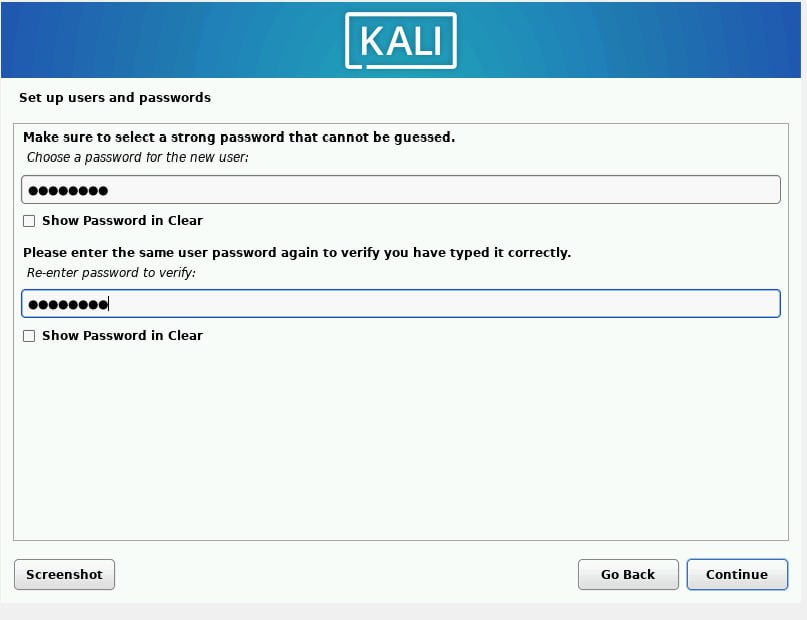 KALI
Set up users and passwords
Make sure to select a strong password that cannot be guessed.
Choose a password for the new user:
●●●●●●●●
Show Password in Clear
Please enter the same user password again to verify you have typed it correctly.
Re-enter password to verify:
●●●●●●●●
Show Password in Clear
Screenshot
Go Back
Continue